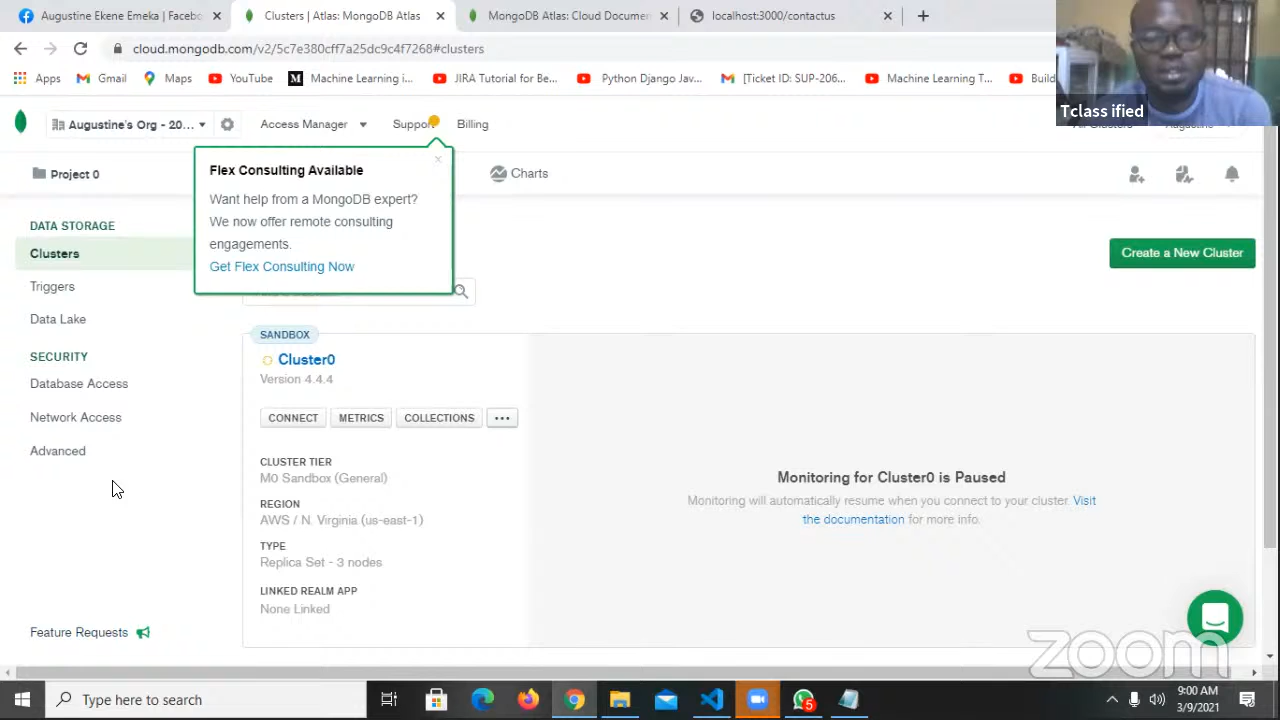 Augustine Ekene Emeka | Facebo
Clusters | Atlas: MongoDB Atlas
MongoDB Atlas: Cloud Documen
localhost:3000/contactus
cloud.mongodb.com/v2/5c7e380cff7a25dc9c4f7268#clusters
Apps
Gmail
Maps
YouTube
Machine Learning i...
JIRA Tutorial for Be...
Python Django Jav...
[Ticket ID: SUP-206...
Machine Learning T...
Build
Tclass ified
Augustine's Org - 20...
Access Manager
Support
Billing
All Clusters
Augustine
Flex Consulting Available
Want help from a MongoDB expert?
We now offer remote consulting
engagements.
Get Flex Consulting Now
Project 0
Charts
DATA STORAGE
Clusters
Triggers
Data Lake
SECURITY
Database Access
Network Access
Advanced
Feature Requests
Create a New Cluster
SANDBOX
Cluster0
Version 4.4.4
CONNECT
METRICS
COLLECTIONS
...
CLUSTER TIER
M0 Sandbox (General)
REGION
AWS / N. Virginia (us-east-1)
TYPE
Replica Set - 3 nodes
LINKED REALM APP
None Linked
Monitoring for Cluster0 is Paused
Monitoring will automatically resume when you connect to your cluster. Visit
the documentation for more info.
zoom
Type here to search
5
9:00 AM
3/9/2021